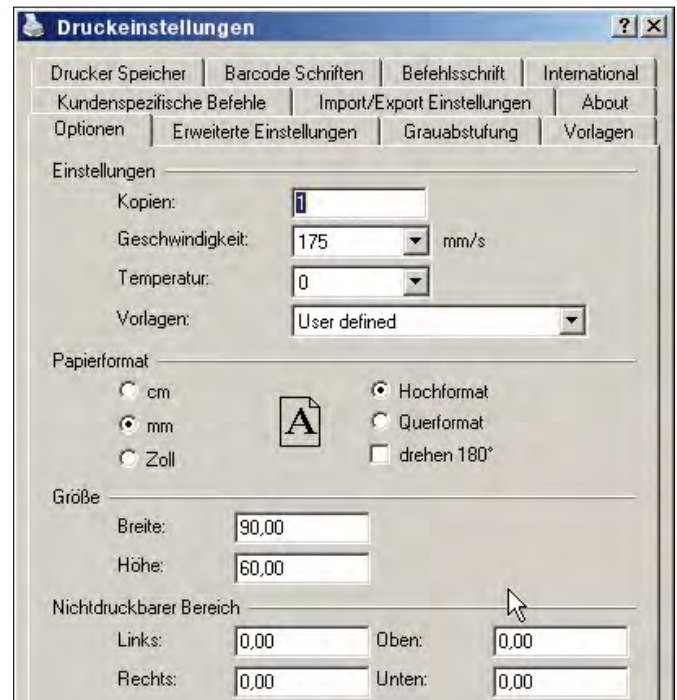 Druckeinstellungen
Drucker Speicher Barcode Schriften Befehlsschrift International
Kundenspezifische Befehle Import/Export Einstellungen About
Optionen Erweiterte Einstellungen Grauabstufung Vorlagen
Einstellungen
Kopien: 1
Geschwindigkeit: 175 mm/s
Temperatur: 0
Vorlagen: User defined
Papierformat
cm Hochformat
A
mm Querformat
Zoll drehen 180°
Größe
Breite: 90,00
Höhe: 60,00
Nichtdruckbarer Bereich
Links: 0,00 Oben: 0,00
Rechts: 0,00 Unten: 0,00